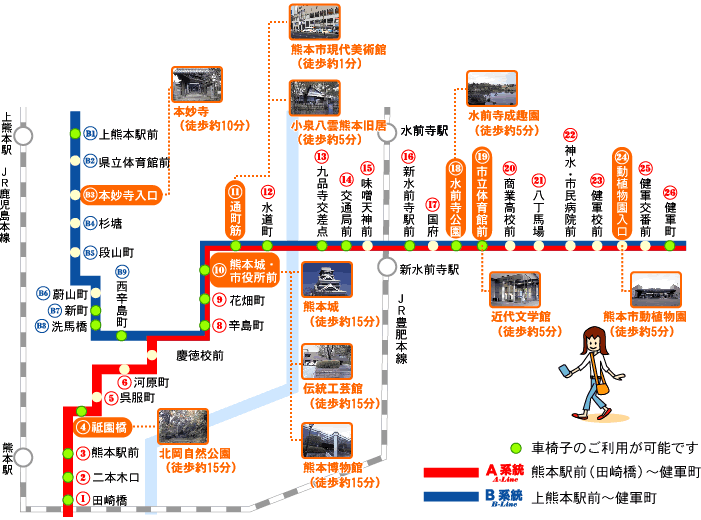 熊本市現代美術館
（徒歩約1分）
本妙寺
（徒歩約10分）
小泉八雲熊本旧居
（徒歩約5分）
水前寺成趣園
（徒歩約5分）
上熊本駅
JR鹿児島本線
熊本駅
B1 上熊本駅前
B2 県立体育館前
B3 本妙寺入口
B4 杉塘
B5 段山町
B6 蔚山町
B7 新町
B8 洗馬橋
B9 西辛島町
水前寺駅
新水前寺駅
JR豊肥本線
11 通町筋
12 水道町
13 九品寺交差点
14 交通局前
15 味噌天神前
16 新水前寺駅前
17 国府
18 水前寺公園
19 市立体育館前
20 商業高校前
21 八丁馬場
22 神水・市民病院前
23 健軍校前
24 動植物園入口
25 健軍交番前
26 健軍町
10 熊本城・
市役所前
9 花畑町
8 辛島町
慶徳校前
6 河原町
5 呉服町
4 祗園橋
3 熊本駅前
2 二本木口
1 田崎橋
熊本城
（徒歩約15分）
伝統工芸館
（徒歩約15分）
熊本博物館
（徒歩約15分）
北岡自然公園
（徒歩約15分）
近代文学館
（徒歩約5分）
熊本市動植物園
（徒歩約5分）
車椅子のご利用が可能です
A系統 熊本駅前（田崎橋）～健軍町
A-Line
B系統 上熊本駅前～健軍町
B-Line